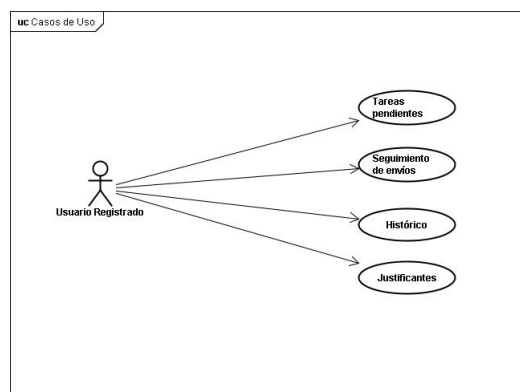 uc Casos de Uso
Tareas
pendientes
Seguimiento
de envíos
Usuario Registrado
Histórico
Justificantes